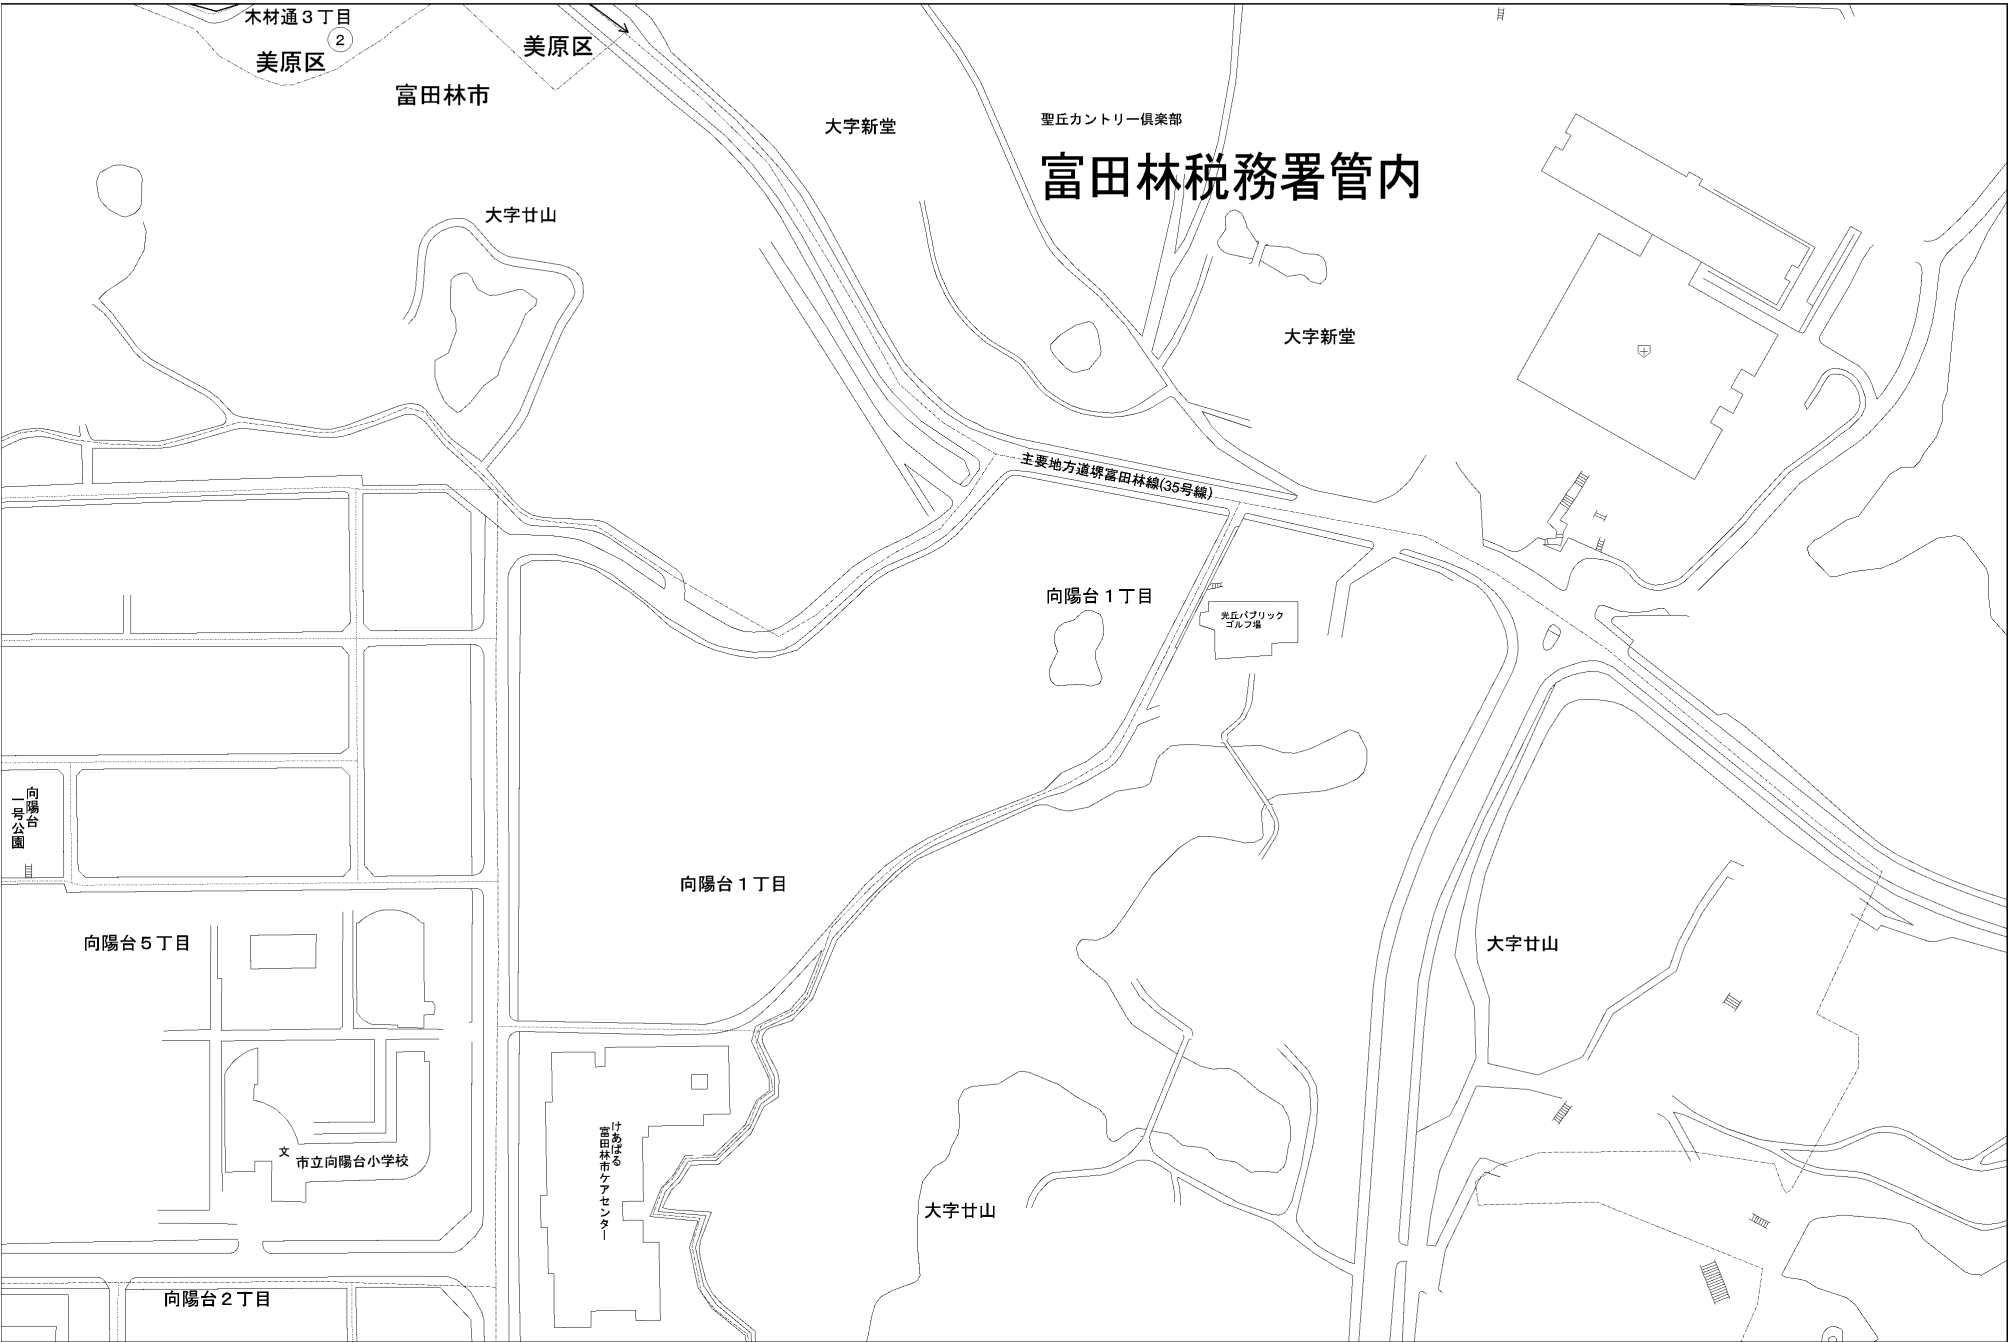 木材通３丁目
②
美原区
美原区
富田林市
大字新堂
聖丘カントリー倶楽部
富田林税務署管内
大字廿山
大字新堂
主要地方道堺富田林線(35号線)
向陽台１丁目
光丘パブリック
ゴルフ場
向陽台
一号公園
向陽台１丁目
向陽台５丁目
大字廿山
文
市立向陽台小学校
けあぱる
富田林市ケアセンター
大字廿山
向陽台２丁目